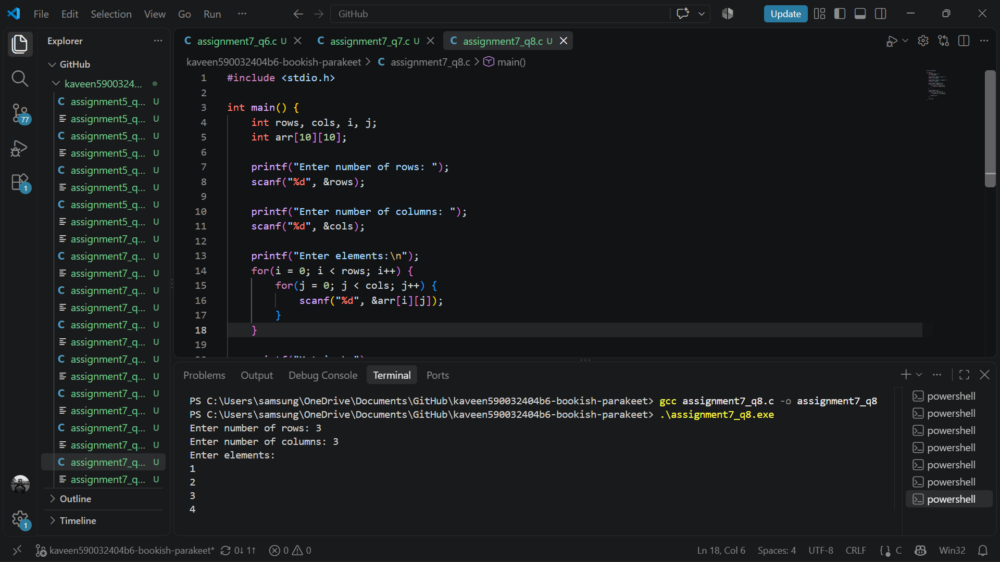 File Edit Selection View Go Run ··· GitHub Update
Explorer ···
GitHub
kaveen5900324...
C assignment5_q... U
assignment5_q... U
C assignment5_q... U
assignment5_q... U
C assignment5_q... U
assignment5_q... U
C assignment5_q... U
assignment5_q... U
assignment7_q... U
C assignment7_q... U
assignment7_q... U
C assignment7_q... U
assignment7_q... U
C assignment7_q... U
assignment7_q... U
C assignment7_q... U
assignment7_q... U
C assignment7_q... U
assignment7_q... U
C assignment7_q... U
assignment7_q... U
C assignment7_q... U
assignment7_q... U
Outline
Timeline
77
1
1
C assignment7_q6.c U C assignment7_q7.c U C assignment7_q8.c U
kaveen590032404b6-bookish-parakeet > C assignment7_q8.c > main()
1 #include <stdio.h>
2
3 int main() {
4 int rows, cols, i, j;
5 int arr[10][10];
6
7 printf("Enter number of rows: ");
8 scanf("%d", &rows);
9
10 printf("Enter number of columns: ");
11 scanf("%d", &cols);
12
13 printf("Enter elements:\n");
14 for(i = 0; i < rows; i++) {
15 for(j = 0; j < cols; j++) {
16 scanf("%d", &arr[i][j]);
17 }
18 }
19
Problems Output Debug Console Terminal Ports
PS C:\Users\samsung\OneDrive\Documents\GitHub\kaveen590032404b6-bookish-parakeet> gcc assignment7_q8.c -o assignment7_q8
PS C:\Users\samsung\OneDrive\Documents\GitHub\kaveen590032404b6-bookish-parakeet> .\assignment7_q8.exe
Enter number of rows: 3
Enter number of columns: 3
Enter elements:
1
2
3
4
powershell
powershell
powershell
powershell
powershell
powershell
powershell
kaveen590032404b6-bookish-parakeet* 0↓ 1↑ 0 0 Ln 18, Col 6 Spaces: 4 UTF-8 CRLF {} C Win32